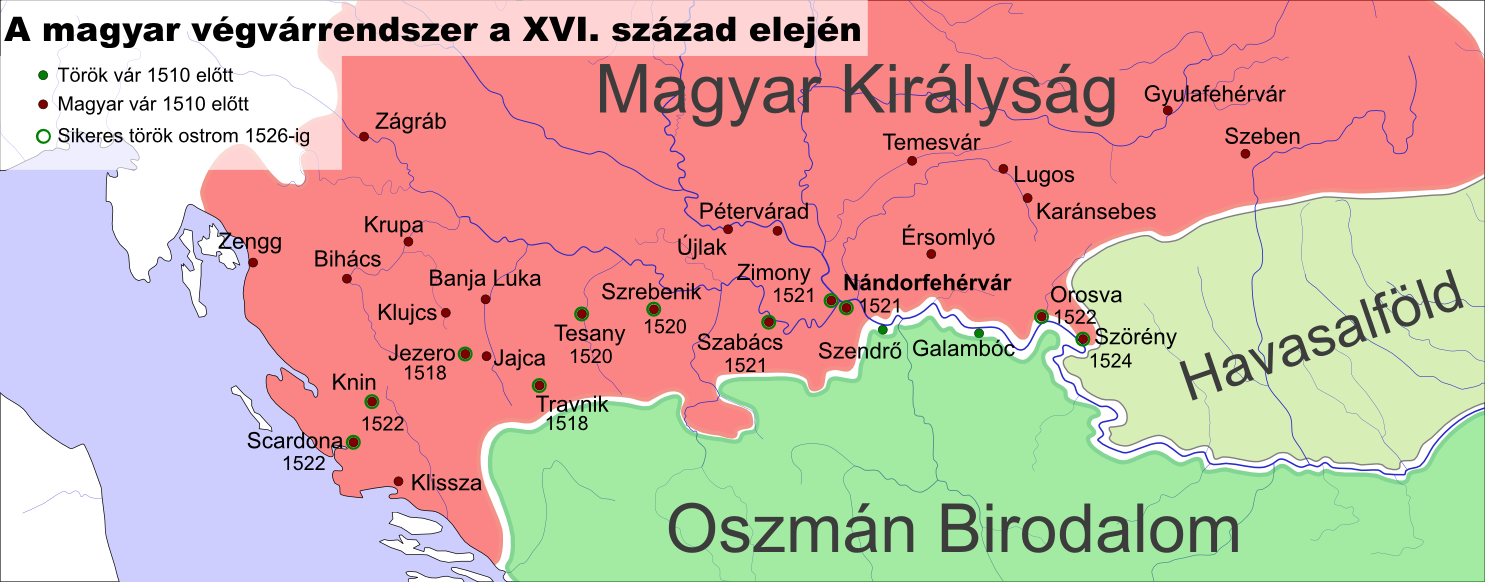 A magyar végvárrendszer a XVI. század elején
Török vár 1510 előtt
Magyar vár 1510 előtt
Sikeres török ostrom 1526-ig
Magyar Királyság
Gyulafehérvár
Zágráb
Szeben
Temesvár
Lugos
Karánsebes
Pétervárad
Krupa
Zengg
Érsomlyó
Újlak
Bihács
Zimony
1521
Banja Luka
Nándorfehérvár
1521
Szrebenik
1520
Orosva
1522
Havasalföld
Klujcs
Tesany
1520
Szabács
1521
Szendrő
Galambóc
Szörény
1524
Jezero
1518
Jajca
Knin
1522
Travnik
1518
Scardona
1522
Klissza
Oszmán Birodalom